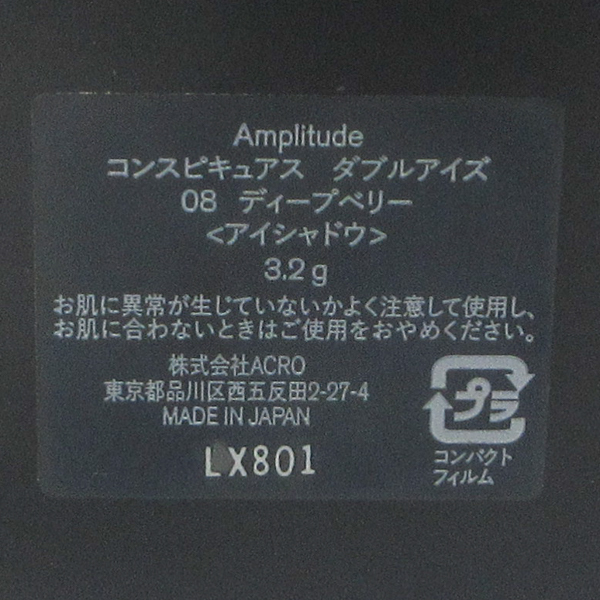 Amplitude
コンスピキュアス　ダブルアイズ
08　ディープベリー
<アイシャドウ>
3.2 g
お肌に異常が生じていないかよく注意して使用し、
お肌に合わないときはご使用をおやめください。
株式会社ACRO
東京都品川区西五反田2-27-4
MADE IN JAPAN
LX801
プラ
コンパクト
フィルム